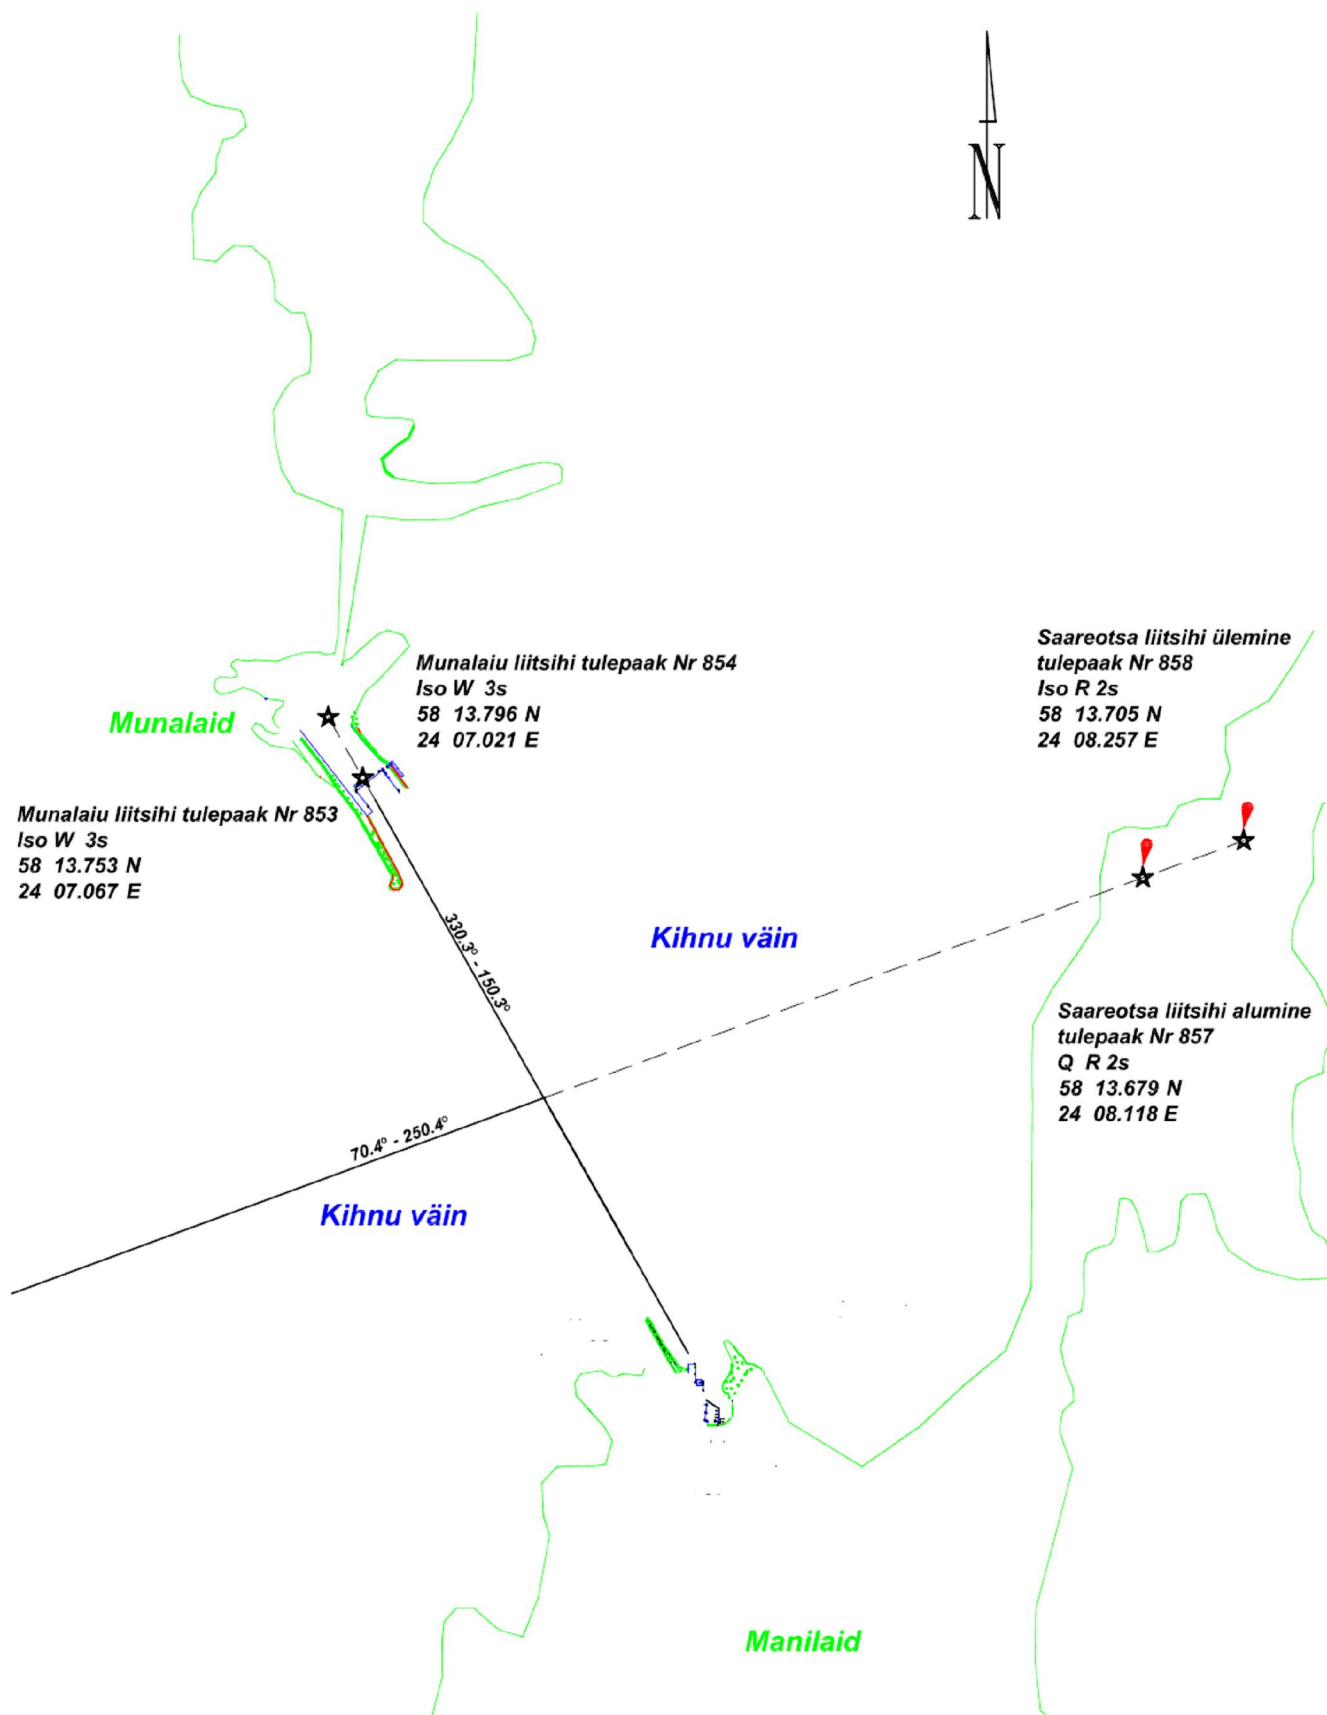 N
Munalaiu liitsihi tulepaak Nr 854
Iso W 3s
58 13.796 N
24 07.021 E
Saareotsa liitsihi ülemine
tulepaak Nr 858
Iso R 2s
58 13.705 N
24 08.257 E
Munalaid
Munalaiu liitsihi tulepaak Nr 853
Iso W 3s
58 13.753 N
24 07.067 E
330.3° - 150.3°
Kihnu väin
Saareotsa liitsihi alumine
tulepaak Nr 857
Q R 2s
58 13.679 N
24 08.118 E
70.4° - 250.4°
Kihnu väin
Manilaid